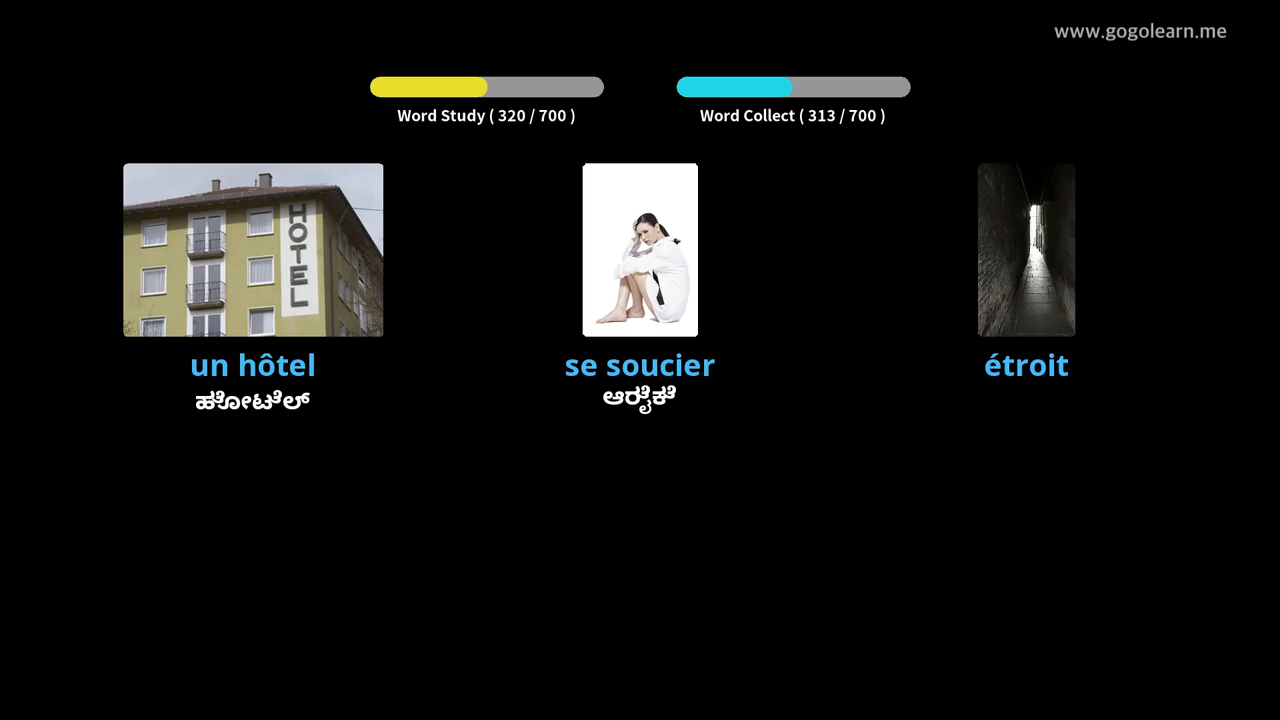 www.gogolearn.me
Word Study ( 320 / 700 )
Word Collect ( 313 / 700 )
HOTEL
un hôtel
se soucier
étroit
ಹೋಟೆಲ್
ಆರೈಕೆ